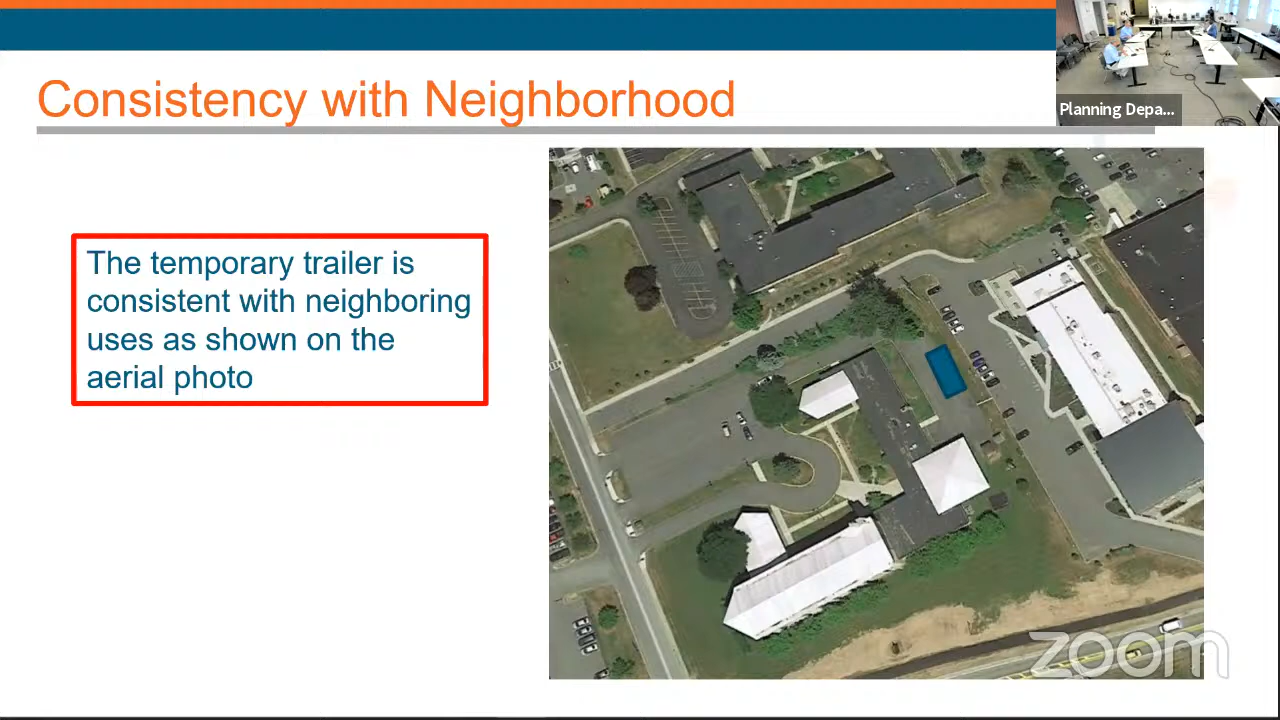 Consistency with Neighborhood
Planning Depa...
The temporary trailer is
consistent with neighboring
uses as shown on the
aerial photo
zoom